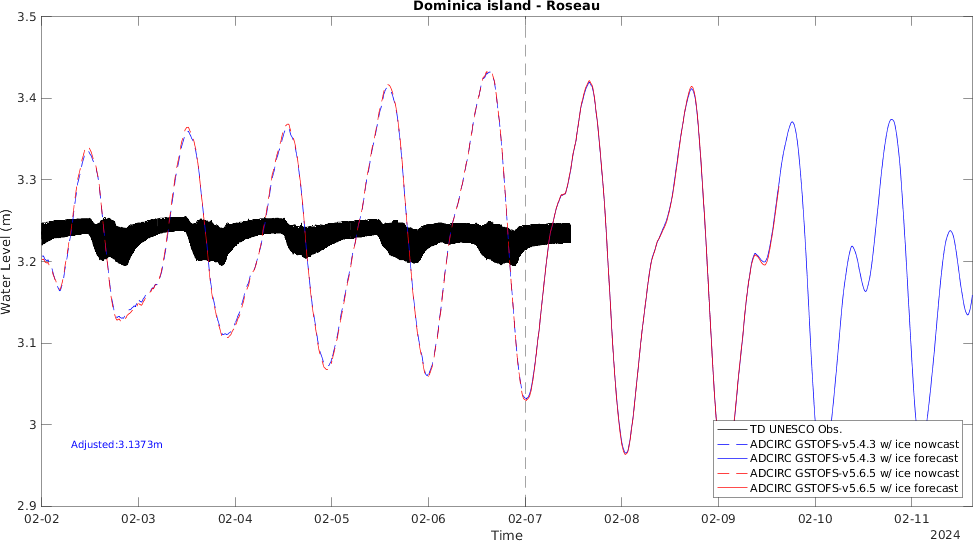 Dominica island - Roseau
3.5
3.4
3.3
3.2
3.1
3
2.9
Water Level (m)
Adjusted:3.1373m
TD UNESCO Obs.
ADCIRC GSTOFS-v5.4.3 w/ ice nowcast
ADCIRC GSTOFS-v5.4.3 w/ ice forecast
ADCIRC GSTOFS-v5.6.5 w/ ice nowcast
ADCIRC GSTOFS-v5.6.5 w/ ice forecast
02-02 02-03 02-04 02-05 02-06 02-07 02-08 02-09 02-10 02-11
Time
2024